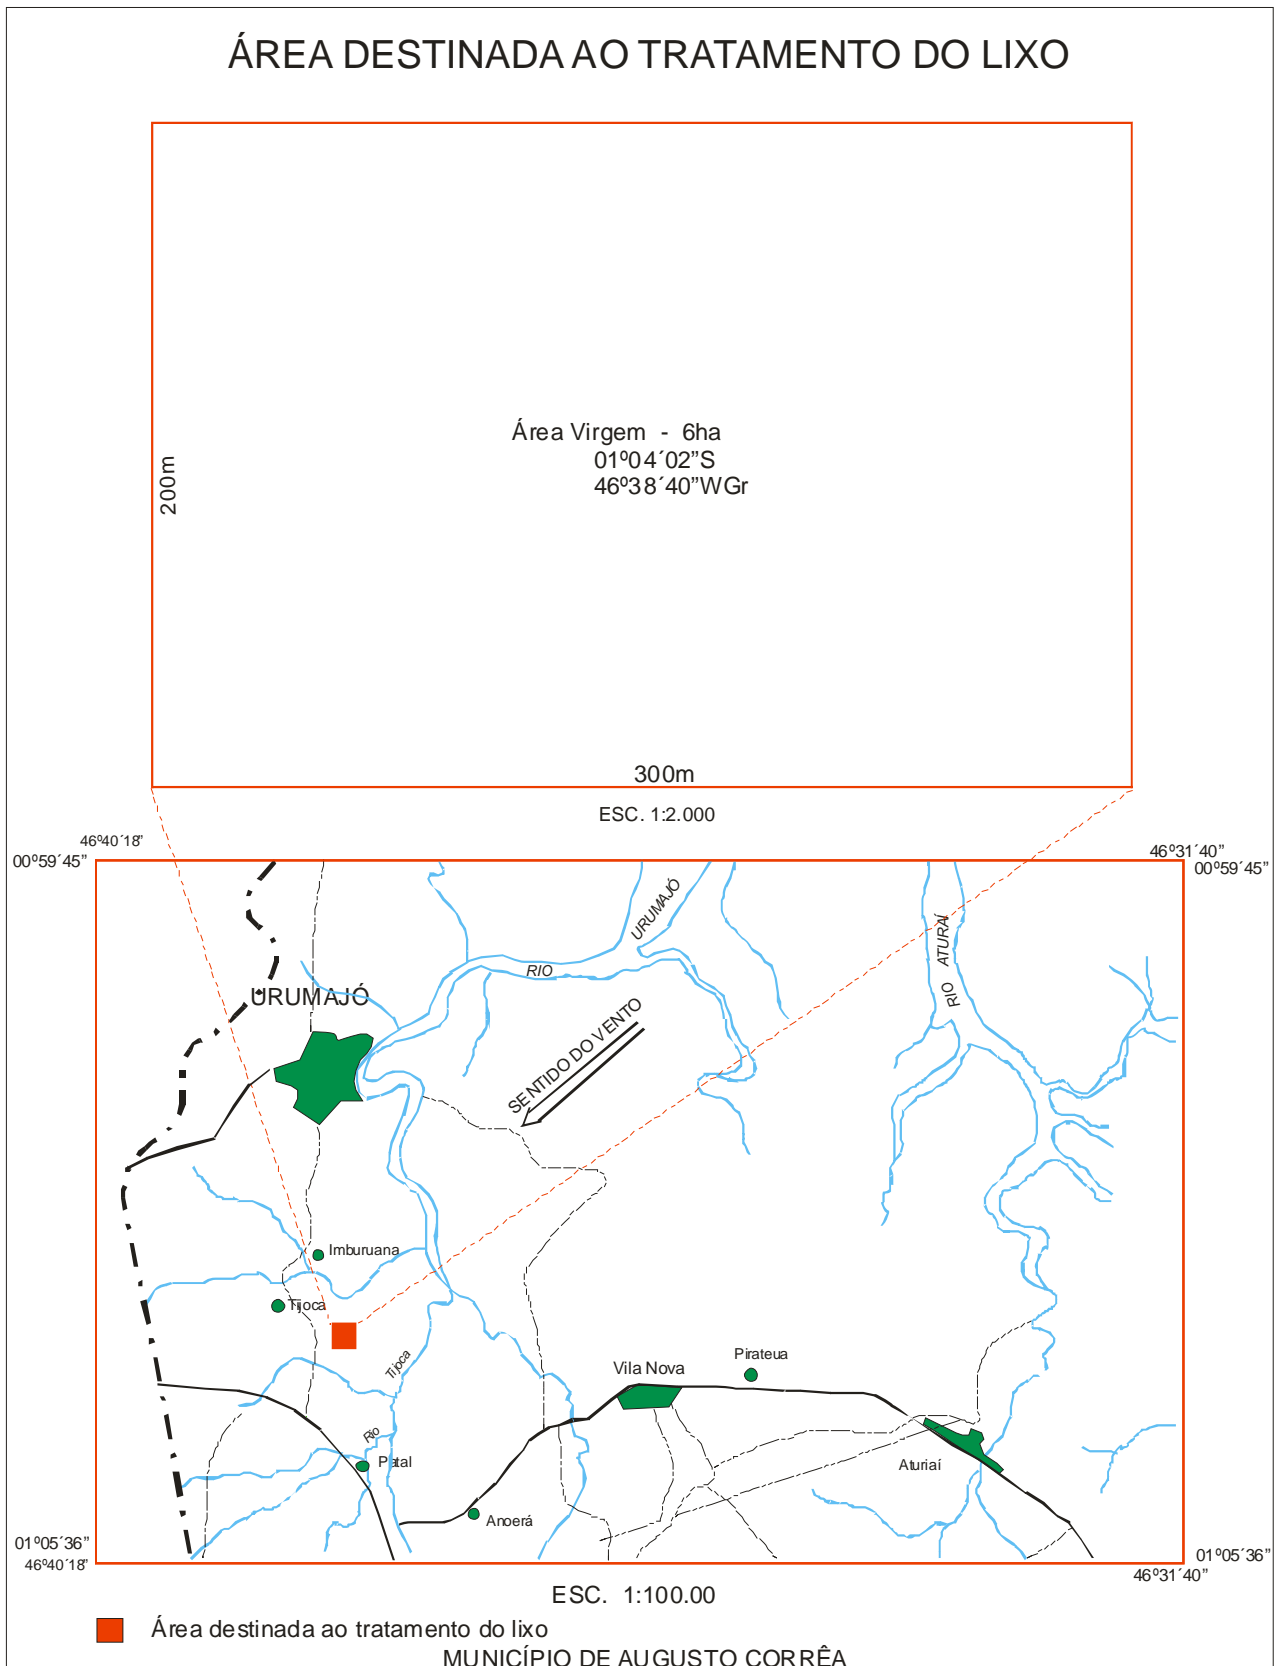 ÁREA DESTINADA AO TRATAMENTO DO LIXO
Área Virgem - 6ha
01º04´02”S
46º38´40”WGr
200m
300m
ESC. 1:2.000
46º40´18”
46º31´40”
00º59´45”
00º59´45”
URUMAJÓ
RIO
RIO ATURAÍ
URUMAJÓ
SENTIDO DO VENTO
Imburuana
Tijoca
Tijoca
Rio
Vila Nova
Pirateua
Patal
Aturiaí
Anoerá
01º05´36”
46º40´18”
01º05´36”
46º31´40”
ESC. 1:100.00
Área destinada ao tratamento do lixo
MUNICÍPIO DE AUGUSTO CORRÊA